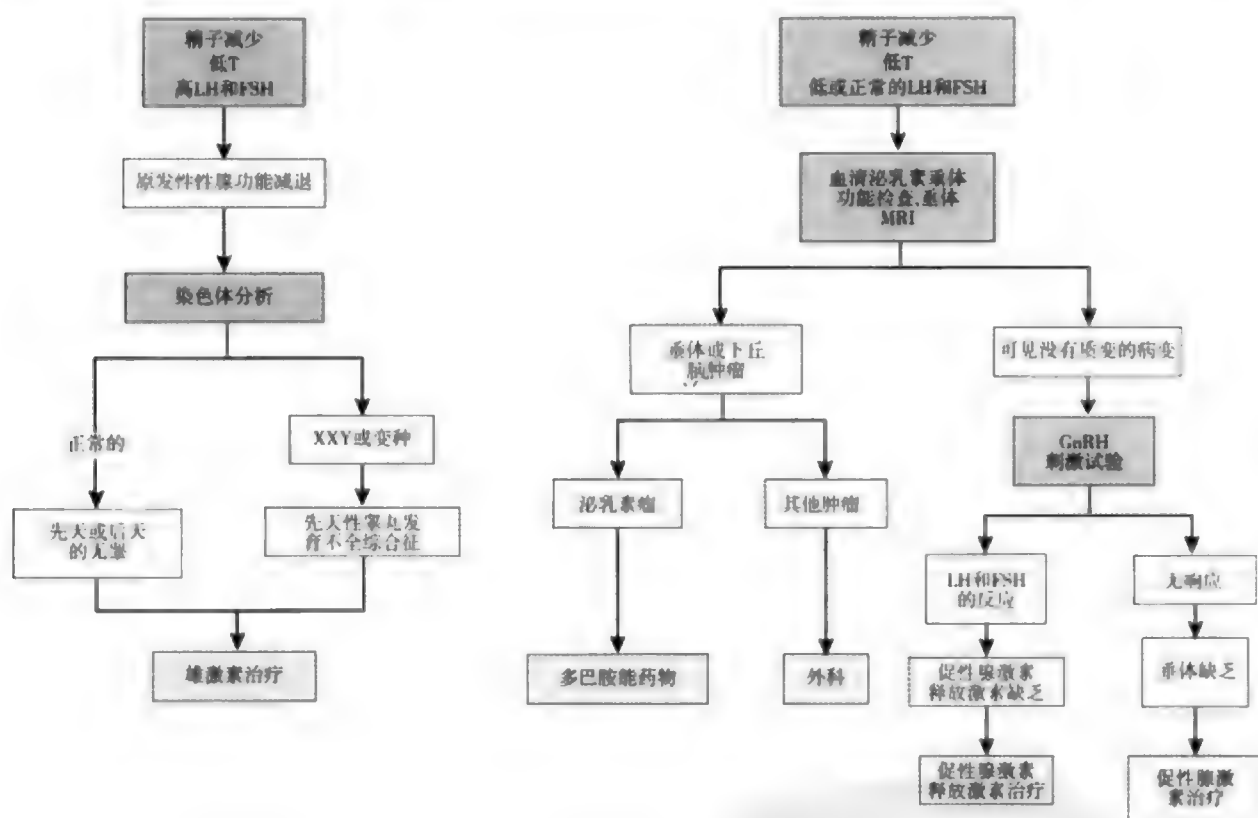 精子减少
低T
高LH和FSH
原发性性腺功能减退
染色体分析
正常的
XXY或变种
先天或后天
的无睾
先天性睾丸发
育不全综合征
雄激素治疗
精子减少
低T
低或正常的LH和FSH
血清泌乳素垂体
功能检查,垂体
MRI
垂体或下丘
脑肿瘤
可见没有质变的病变
GnRH
刺激试验
泌乳素瘤
其他肿瘤
LH和FSH
的反应
无响应
多巴胺能药物
外科
促性腺激素
释放激素缺乏
垂体缺乏
促性腺激素
释放激素治疗
促性腺激
素治疗